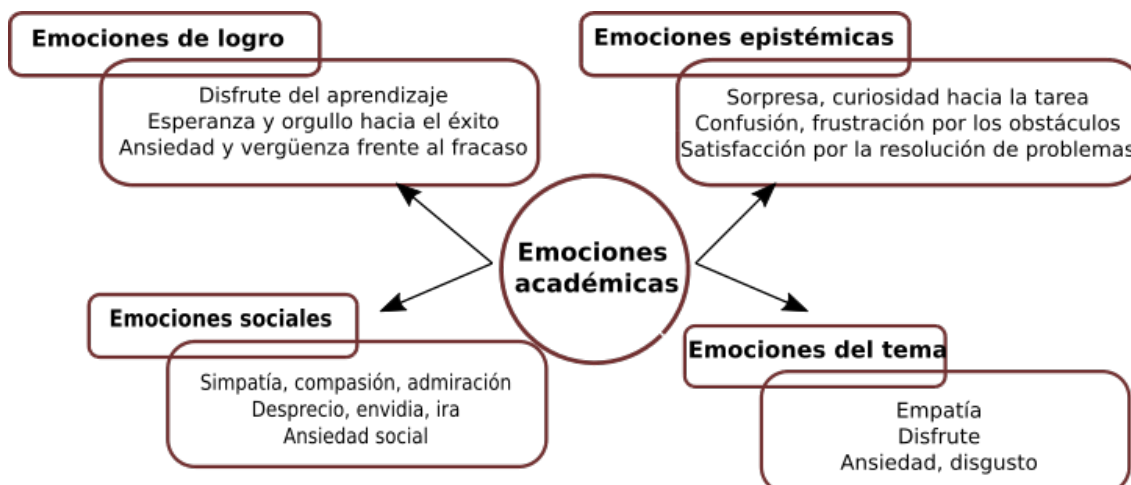 Emociones de logro
Disfrute del aprendizaje
Esperanza y orgullo hacia el éxito
Ansiedad y vergüenza frente al fracaso
Emociones epistémicas
Sorpresa, curiosidad hacia la tarea
Confusión, frustración por los obstáculos
Satisfacción por la resolución de problemas
Emociones
académicas
Emociones sociales
Simpatía, compasión, admiración
Desprecio, envidia, ira
Ansiedad social
Emociones del tema
Empatía
Disfrute
Ansiedad, disgusto